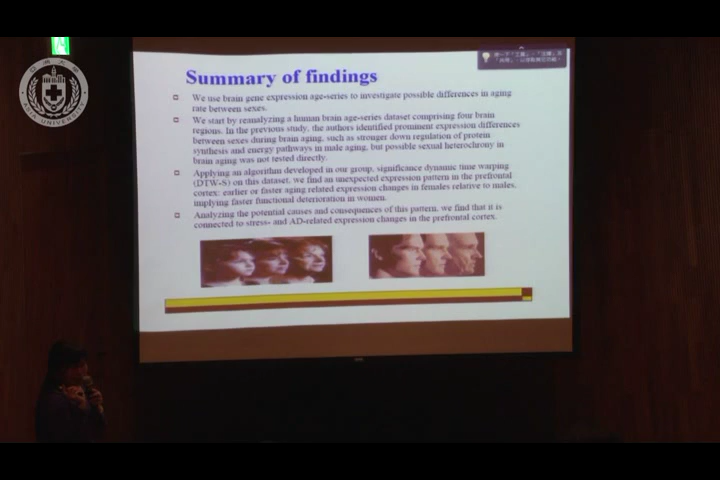 ASIA UNIVERSITY
Summary of findings
We use brain gene expression age-series to investigate possible differences in aging
rate between sexes.
We start by reanalyzing a human brain age-series dataset comprising four brain
regions. In the previous study, the authors identified prominent expression differences
between sexes during brain aging, such as stronger down regulation of protein
synthesis and energy pathways in male aging, but possible sexual heterochrony in
brain aging was not tested directly.
Applying an algorithm developed in our group, significance dynamic time warping
(DTW-S) on this dataset, we find an unexpected expression pattern in the prefrontal
cortex: earlier or faster aging related expression changes in females relative to males,
implying faster functional deterioration in women.
Analyzing the potential causes and consequences of this pattern, we find that it is
connected to stress- and AD-related expression changes in the prefrontal cortex.